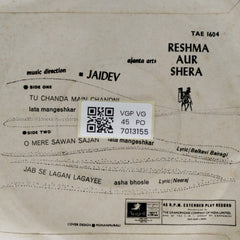 TAE 1604
RESHMA
AUR
SHERA
ajanta arts
music direction JAIDEV
SIDE ONE
TU CHANDA MAIN CHANDNI
lata mangeshkar
VGP VG
45 PO
7013155
SIDE TWO
O MERE SAWAN SAJAN
lata mangeshkar
Lyric (Balkavi Bairagi)
JAB SE LAGAN LAGAYEE
asha bhosle
Lyric (Neeraj
COVER DESIGN
45 R.P.M. EXTENDED PLAY RECORD
THE GRAMOPHONE COMPANY OF INDIA LIMITED